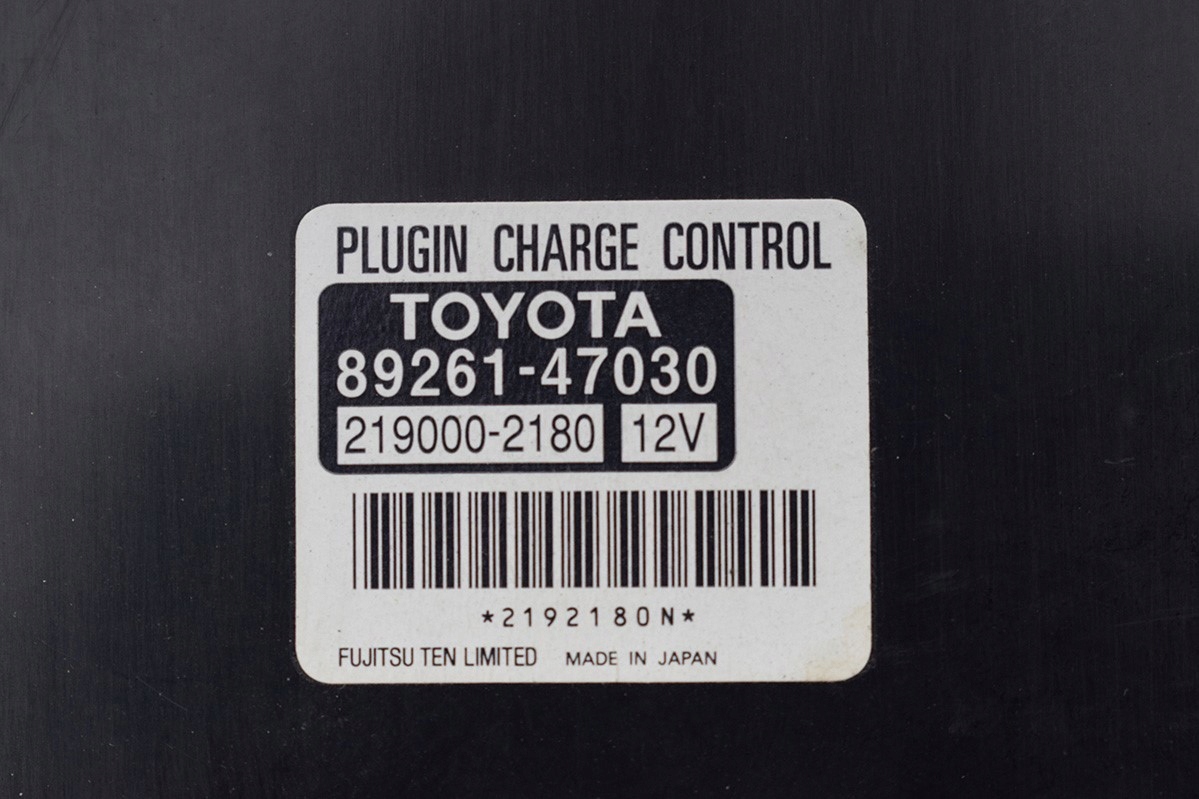 PLUGIN CHARGE CONTROL
TOYOTA
89261-47030
219000-2180 12V
*2192180N*
FUJITSU TEN LIMITED MADE IN JAPAN